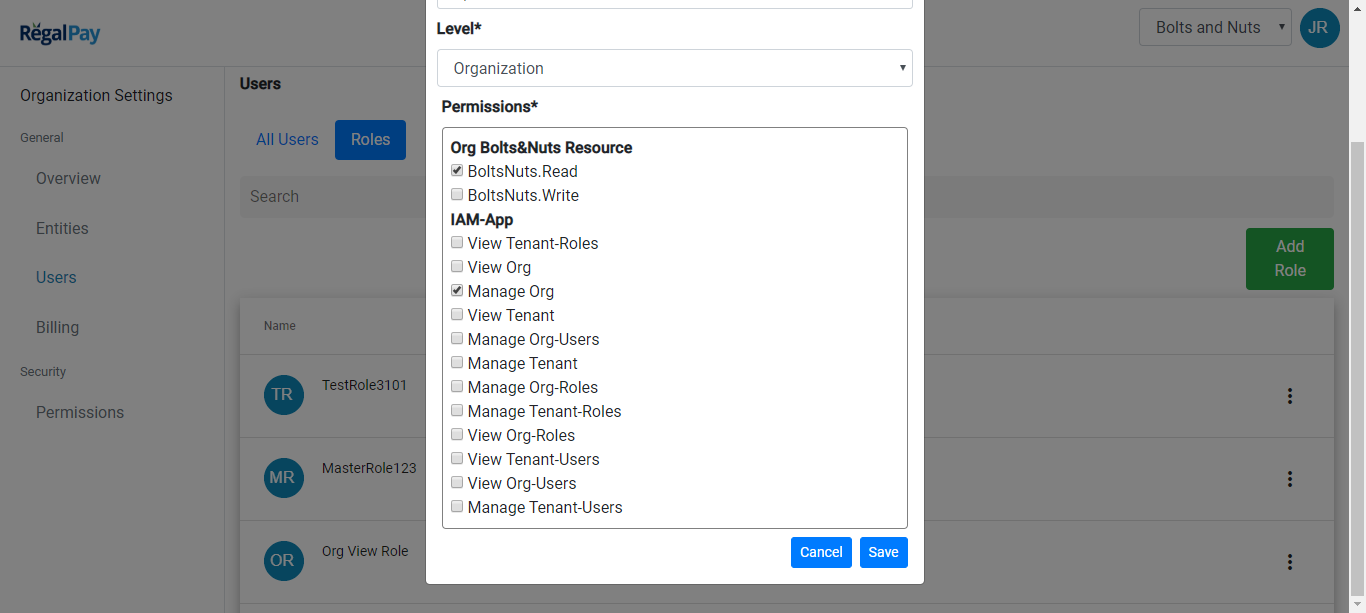 RegalPay
Bolts and Nuts
JR
Organization Settings
General
Overview
Entities
Users
Billing
Security
Permissions
Users
All Users
Roles
Search
Add
Role
Name
TR
TestRole3101
MR
MasterRole123
OR
Org View Role
Level*
Organization
Permissions*
Org Bolts&Nuts Resource
BoltsNuts.Read
BoltsNuts.Write
IAM-App
View Tenant-Roles
View Org
Manage Org
View Tenant
Manage Org-Users
Manage Tenant
Manage Org-Roles
Manage Tenant-Roles
View Org-Roles
View Tenant-Users
View Org-Users
Manage Tenant-Users
Cancel
Save